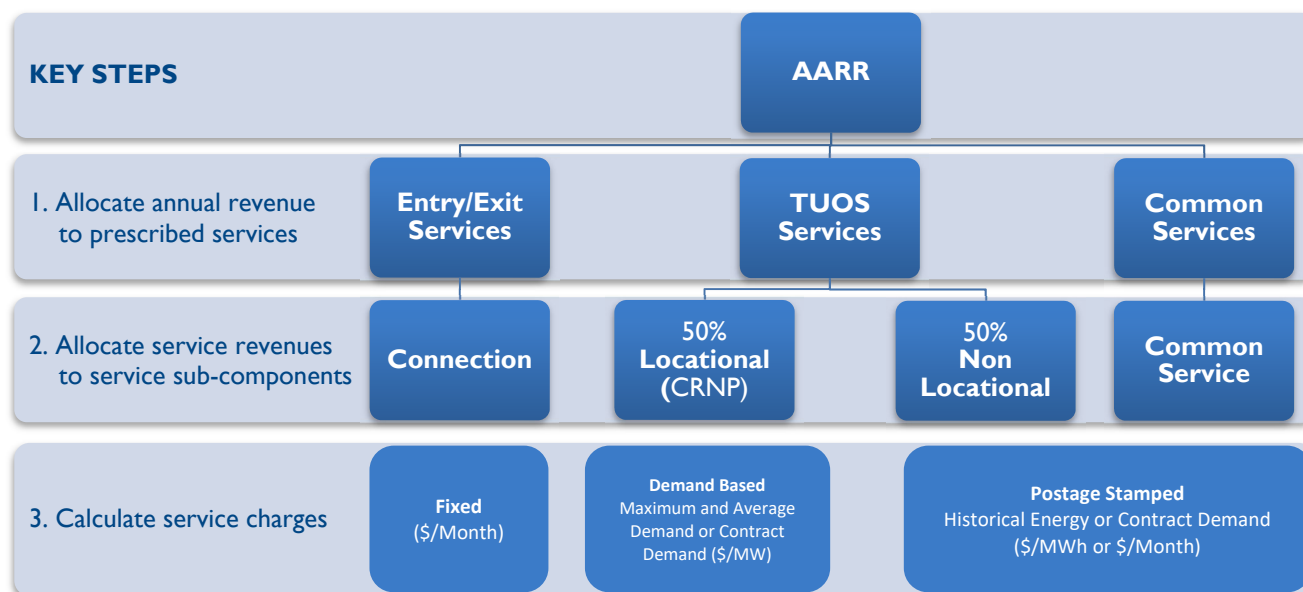 KEY STEPS
AARR
1. Allocate annual revenue
to prescribed services
Entry/Exit
Services
TUOS
Services
Common
Services
2. Allocate service revenues
to service sub-components
Connection
50%
Locational
(CRNP)
50%
Non
Locational
Common
Service
3. Calculate service charges
Fixed
($/Month)
Demand Based
Maximum and Average
Demand or Contract
Demand ($/MW)
Postage Stamped
Historical Energy or Contract Demand
($/MWh or $/Month)